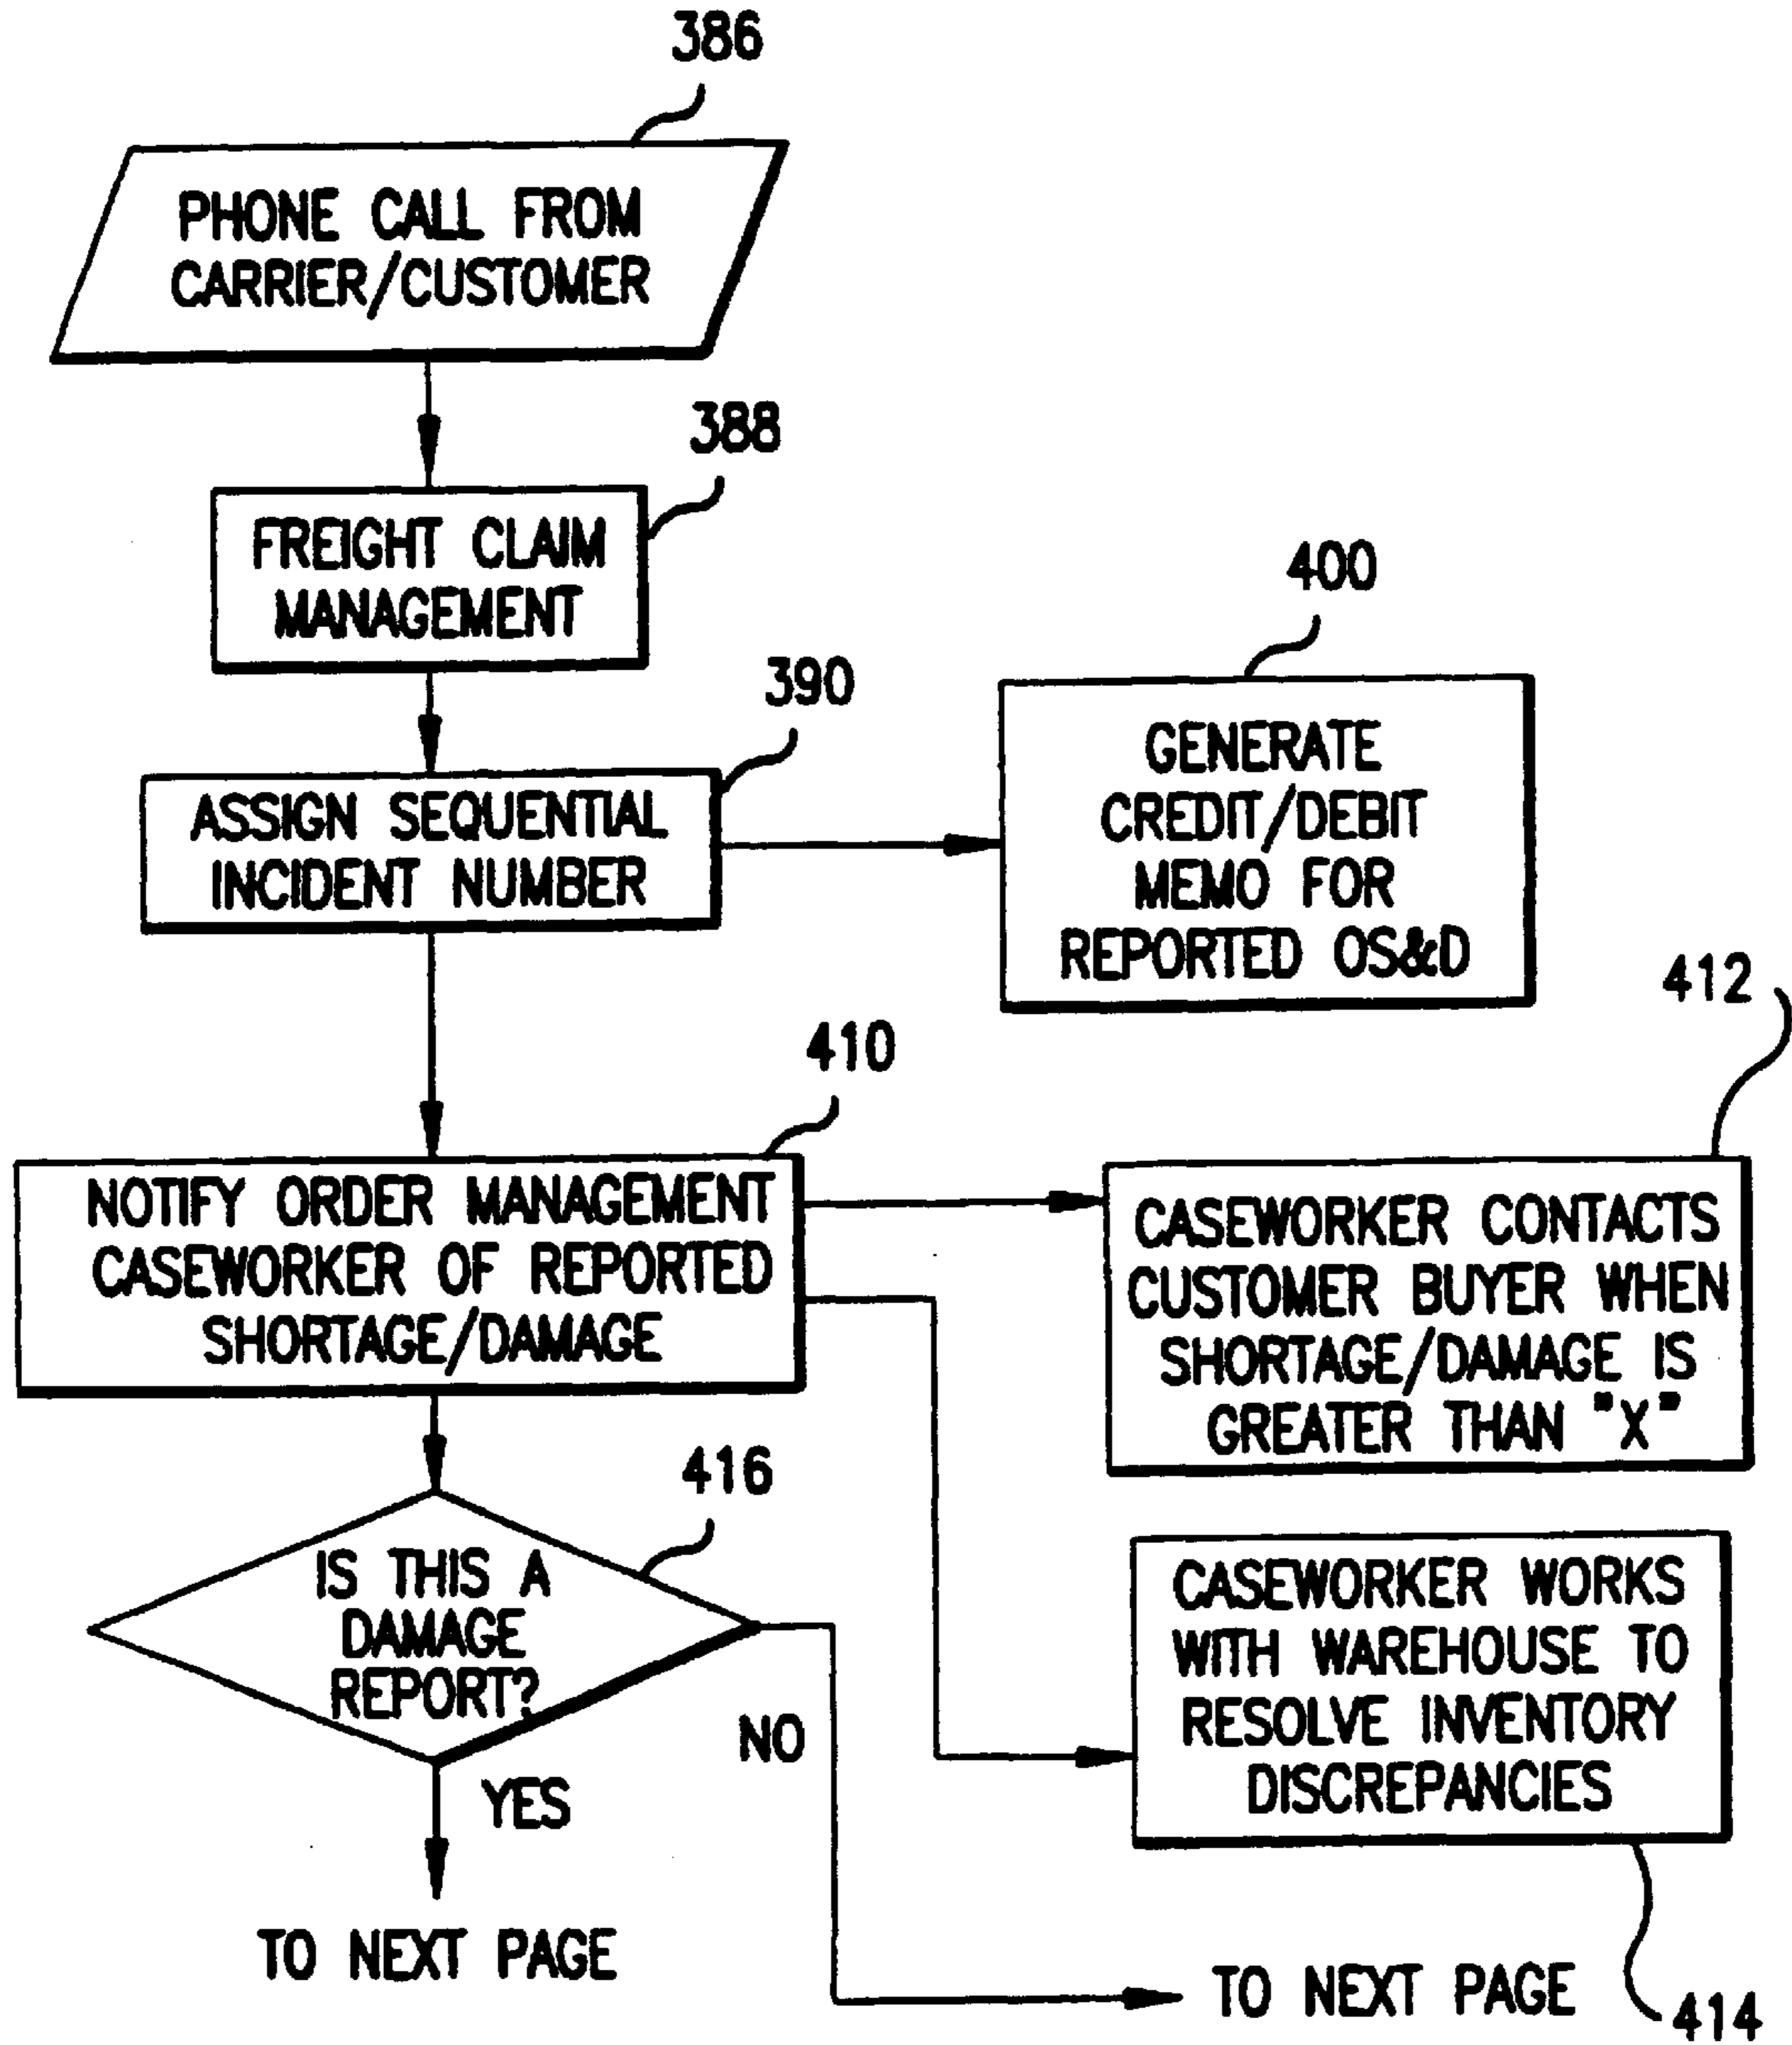 386
PHONE CALL FROM
CARRIER/CUSTOMER
388
FREIGHT CLAIM
MANAGEMENT
390
ASSIGN SEQUENTIAL
INCIDENT NUMBER
400
GENERATE
CREDIT/DEBIT
MEMO FOR
REPORTED OS&D
410
NOTIFY ORDER MANAGEMENT
CASEWORKER OF REPORTED
SHORTAGE/DAMAGE
412
CASEWORKER CONTACTS
CUSTOMER BUYER WHEN
SHORTAGE/DAMAGE IS
GREATER THAN "X"
416
IS THIS A
DAMAGE
REPORT?
NO
YES
CASEWORKER WORKS
WITH WAREHOUSE TO
RESOLVE INVENTORY
DISCREPANCIES
414
TO NEXT PAGE
TO NEXT PAGE